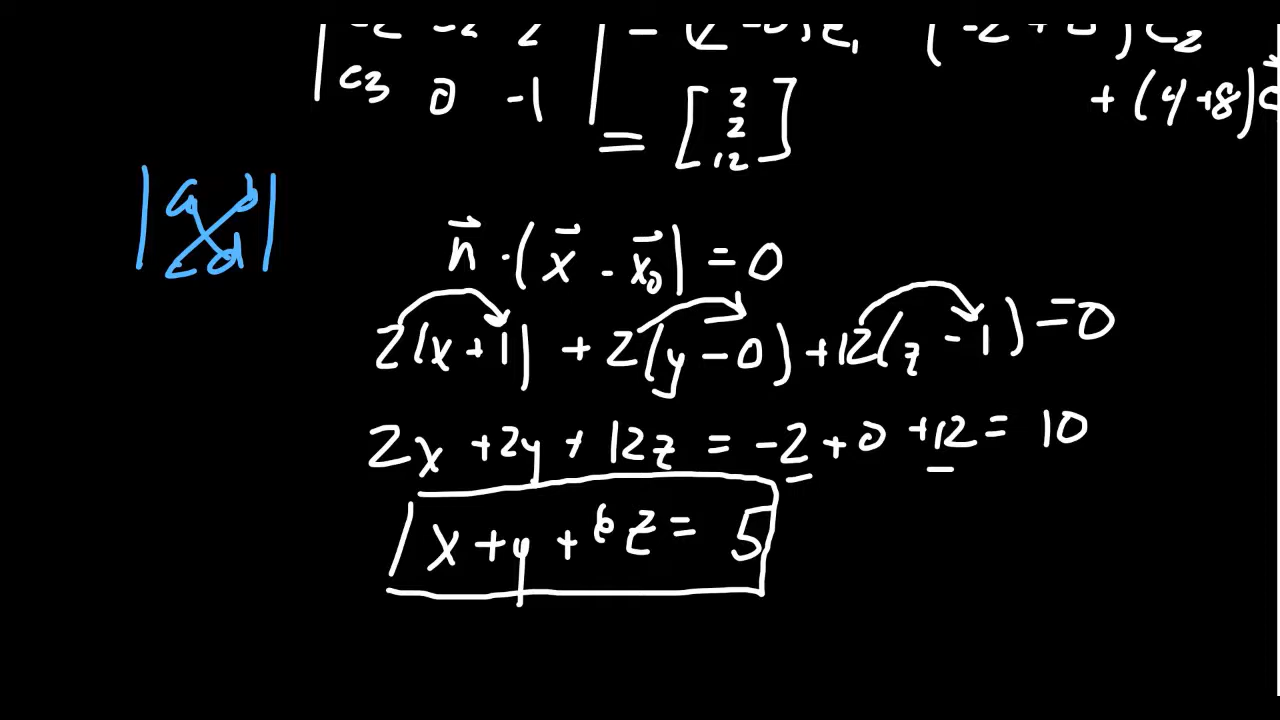 c3 0 -1 | + (4+8)
= [2 2 12]
|a b c d|
n · (x - x0) = 0
2(x+1) + 2(y-0) + 12(z-1) = 0
2x + 2y + 12z = -2 + 0 + 12 = 10
x + y + 6z = 5